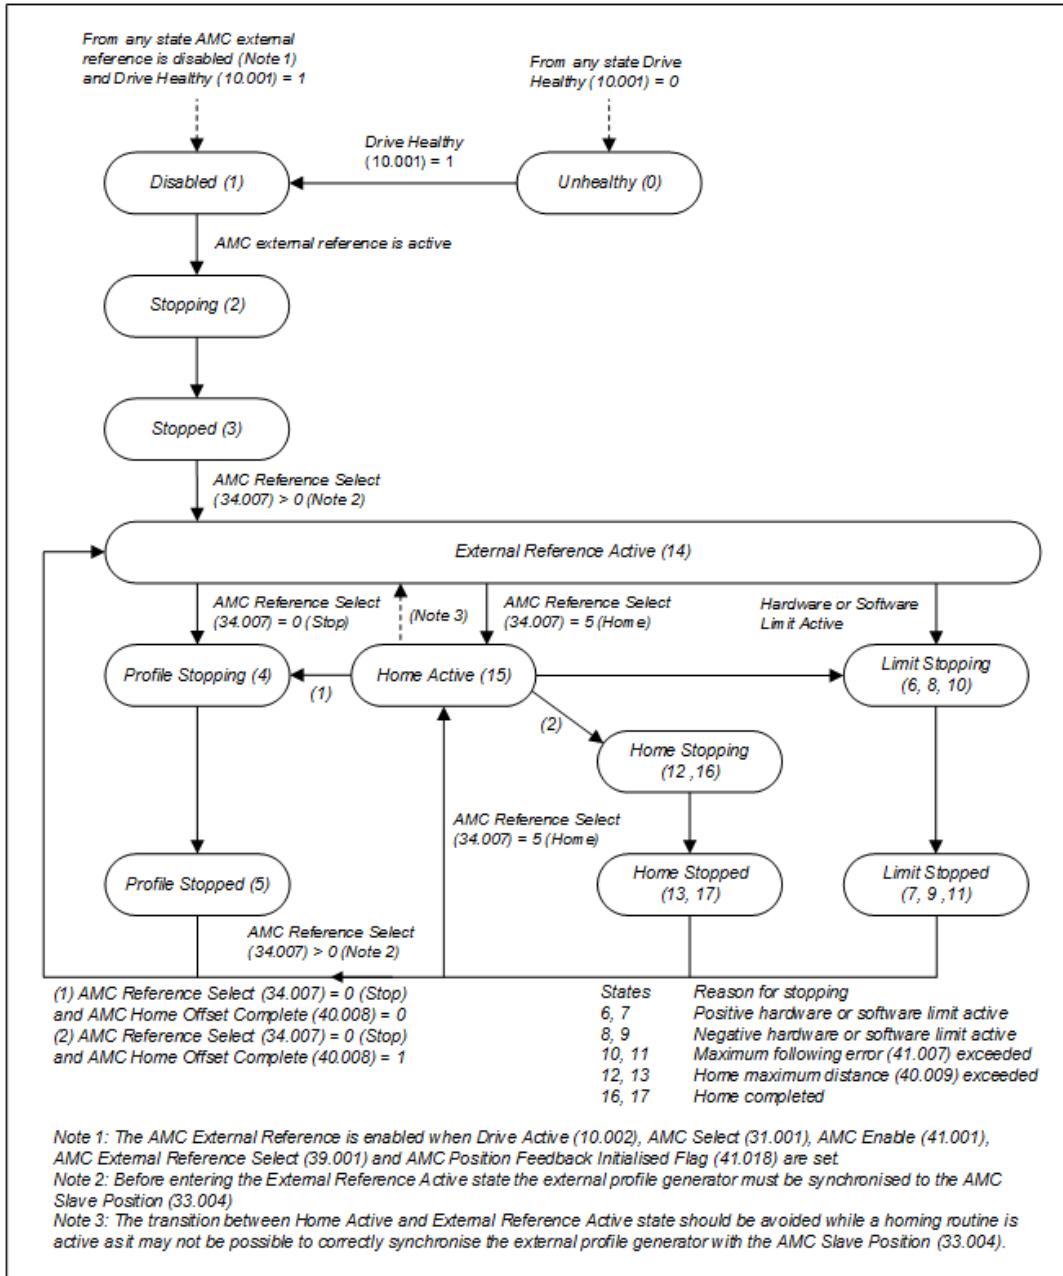 From any state AMC external
reference is disabled (Note 1)
and Drive Healthy (10.001) = 1
From any state Drive
Healthy (10.001) = 0
Drive Healthy
(10.001) = 1
Disabled (1)
Unhealthy (0)
AMC external reference is active
Stopping (2)
Stopped (3)
AMC Reference Select
(34.007) > 0 (Note 2)
External Reference Active (14)
AMC Reference Select
(34.007) = 0 (Stop)
(Note 3)
AMC Reference Select
(34.007) = 5 (Home)
Hardware or Software
Limit Active
Profile Stopping (4)
(1)
Home Active (15)
Limit Stopping
(6, 8, 10)
(2)
Home Stopping
(12 ,16)
AMC Reference Select
(34.007) = 5 (Home)
Profile Stopped (5)
Home Stopped
(13, 17)
Limit Stopped
(7, 9 ,11)
AMC Reference Select
(34.007) > 0 (Note 2)
(1) AMC Reference Select (34.007) = 0 (Stop)
and AMC Home Offset Complete (40.008) = 0
(2) AMC Reference Select (34.007) = 0 (Stop)
and AMC Home Offset Complete (40.008) = 1
States Reason for stopping
6, 7 Positive hardware or software limit active
8, 9 Negative hardware or software limit active
10, 11 Maximum following error (41.007) exceeded
12, 13 Home maximum distance (40.009) exceeded
16, 17 Home completed
Note 1: The AMC External Reference is enabled when Drive Active (10.002), AMC Select (31.001), AMC Enable (41.001),
AMC External Reference Select (39.001) and AMC Position Feedback Initialised Flag (41.018) are set.
Note 2: Before entering the External Reference Active state the external profile generator must be synchronised to the AMC
Slave Position (33.004)
Note 3: The transition between Home Active and External Reference Active state should be avoided while a homing routine is
active as it may not be possible to correctly synchronise the external profile generator with the AMC Slave Position (33.004).